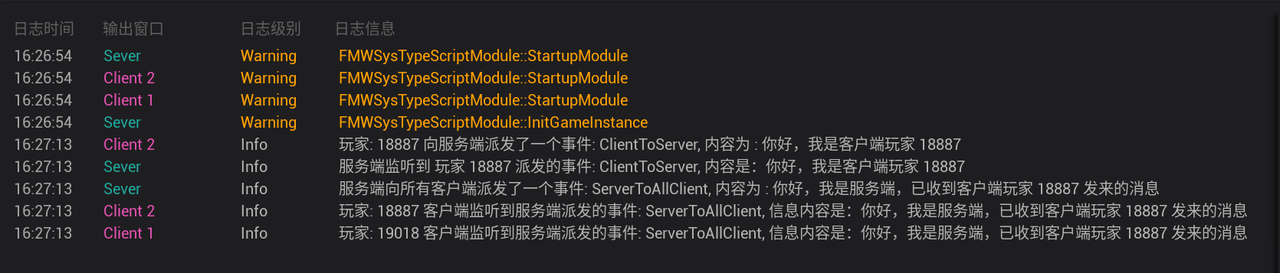 日志时间 输出窗口 日志级别 日志信息
16:26:54 Sever Warning FMWSysTypeScriptModule::StartupModule
16:26:54 Client 2 Warning FMWSysTypeScriptModule::StartupModule
16:26:54 Client 1 Warning FMWSysTypeScriptModule::StartupModule
16:26:54 Sever Warning FMWSysTypeScriptModule::InitGameInstance
16:27:13 Client 2 Info 玩家: 18887 向服务端派发了一个事件: ClientToServer, 内容为 : 你好，我是客户端玩家 18887
16:27:13 Sever Info 服务端监听到 玩家 18887 派发的事件: ClientToServer, 内容是：你好，我是客户端玩家 18887
16:27:13 Sever Info 服务端向所有客户端派发了一个事件: ServerToAllClient, 内容为 : 你好，我是服务端，已收到客户端玩家 18887 发来的消息
16:27:13 Client 2 Info 玩家: 18887 客户端监听到服务端派发的事件: ServerToAllClient, 信息内容是：你好，我是服务端，已收到客户端玩家 18887 发来的消息
16:27:13 Client 1 Info 玩家: 19018 客户端监听到服务端派发的事件: ServerToAllClient, 信息内容是：你好，我是服务端，已收到客户端玩家 18887 发来的消息